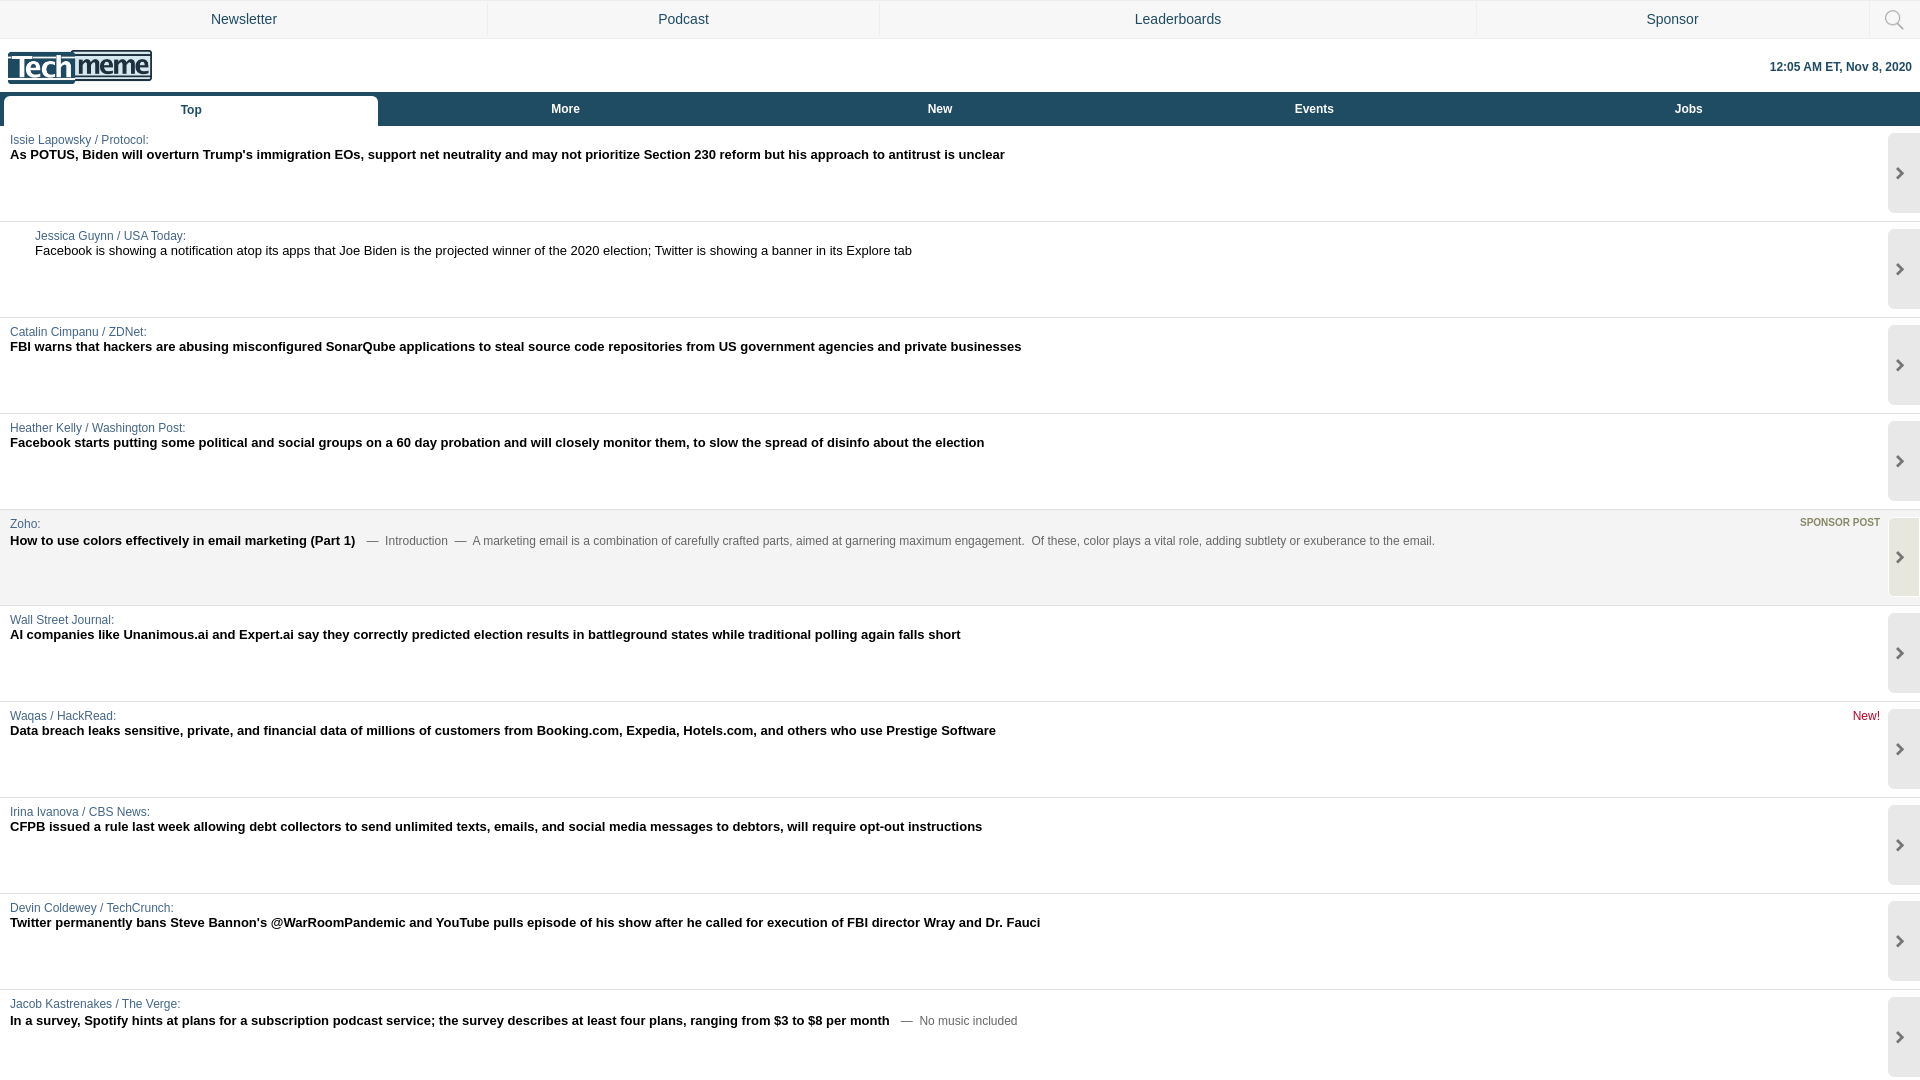 Newsletter
Podcast
Leaderboards
Sponsor
Techmeme
12:05 AM ET, Nov 8, 2020
Top
More
New
Events
Jobs
Issie Lapowsky / Protocol:
As POTUS, Biden will overturn Trump's immigration EOs, support net neutrality and may not prioritize Section 230 reform but his approach to antitrust is unclear
Jessica Guynn / USA Today:
Facebook is showing a notification atop its apps that Joe Biden is the projected winner of the 2020 election; Twitter is showing a banner in its Explore tab
Catalin Cimpanu / ZDNet:
FBI warns that hackers are abusing misconfigured SonarQube applications to steal source code repositories from US government agencies and private businesses
Heather Kelly / Washington Post:
Facebook starts putting some political and social groups on a 60 day probation and will closely monitor them, to slow the spread of disinfo about the election
Zoho:
SPONSOR POST
How to use colors effectively in email marketing (Part 1) — Introduction — A marketing email is a combination of carefully crafted parts, aimed at garnering maximum engagement. Of these, color plays a vital role, adding subtlety or exuberance to the email.
Wall Street Journal:
AI companies like Unanimous.ai and Expert.ai say they correctly predicted election results in battleground states while traditional polling again falls short
Waqas / HackRead:
New!
Data breach leaks sensitive, private, and financial data of millions of customers from Booking.com, Expedia, Hotels.com, and others who use Prestige Software
Irina Ivanova / CBS News:
CFPB issued a rule last week allowing debt collectors to send unlimited texts, emails, and social media messages to debtors, will require opt-out instructions
Devin Coldewey / TechCrunch:
Twitter permanently bans Steve Bannon's @WarRoomPandemic and YouTube pulls episode of his show after he called for execution of FBI director Wray and Dr. Fauci
Jacob Kastrenakes / The Verge:
In a survey, Spotify hints at plans for a subscription podcast service; the survey describes at least four plans, ranging from $3 to $8 per month — No music included